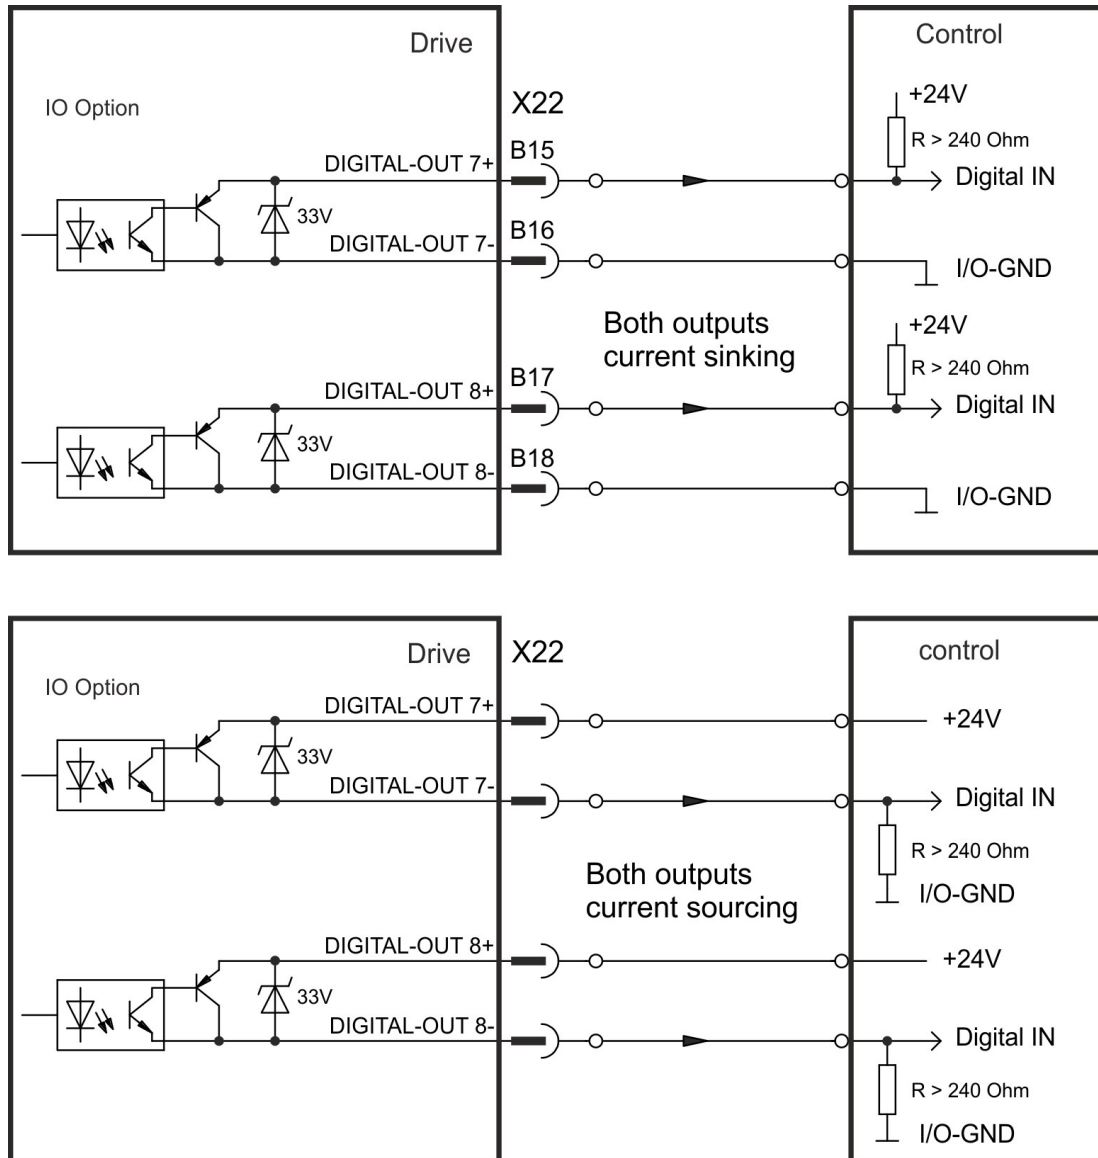 Drive
Control
IO Option
X22
+24V
R > 240 Ohm
DIGITAL-OUT 7+
B15
Digital IN
33V
DIGITAL-OUT 7-
B16
I/O-GND
Both outputs
current sinking
+24V
R > 240 Ohm
DIGITAL-OUT 8+
B17
Digital IN
33V
DIGITAL-OUT 8-
B18
I/O-GND
Drive
X22
control
IO Option
DIGITAL-OUT 7+
+24V
33V
DIGITAL-OUT 7-
Digital IN
R > 240 Ohm
I/O-GND
Both outputs
current sourcing
DIGITAL-OUT 8+
+24V
33V
DIGITAL-OUT 8-
Digital IN
R > 240 Ohm
I/O-GND